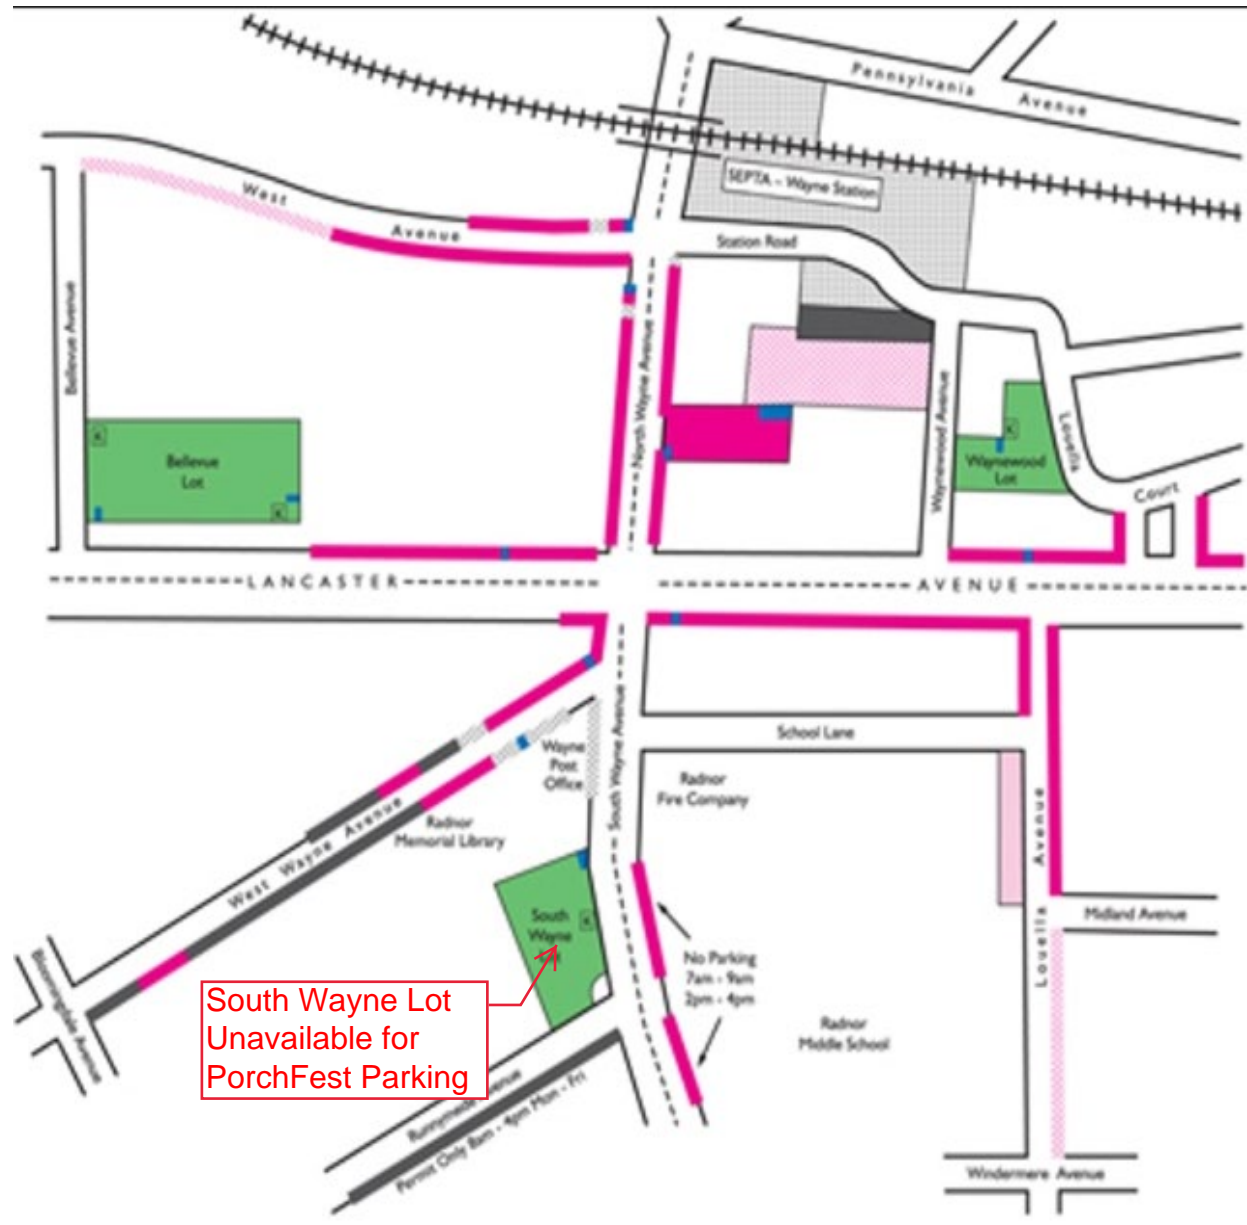 Pennsylvania Avenue
SEPTA - Wayne Station
West Avenue
Station Road
Bellevue Avenue
North Wayne Avenue
Waynewood Avenue
Louella Court
K
Bellevue
Lot
K
K
Waynewood
Lot
LANCASTER AVENUE
South Wayne Avenue
School Lane
Wayne
Post
Office
Radnor
Fire Company
West Wayne Avenue
Radnor
Memorial Library
Louella Avenue
Midland Avenue
South
Wayne
K
No Parking
7am - 9am
2pm - 4pm
Bloomingdale Avenue
South Wayne Lot
Unavailable for
PorchFest Parking
Radnor
Middle School
Runnymede Avenue
Permit Only 8am - 4pm Mon - Fri
Windermere Avenue